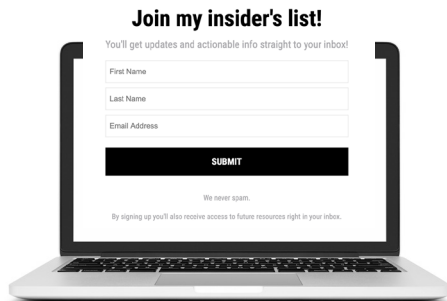 Join my insider's list!
You'll get updates and actionable info straight to your inbox!
First Name
Last Name
Email Address
SUBMIT
We never spam.
By signing up you'll also receive access to future resources right in your inbox.